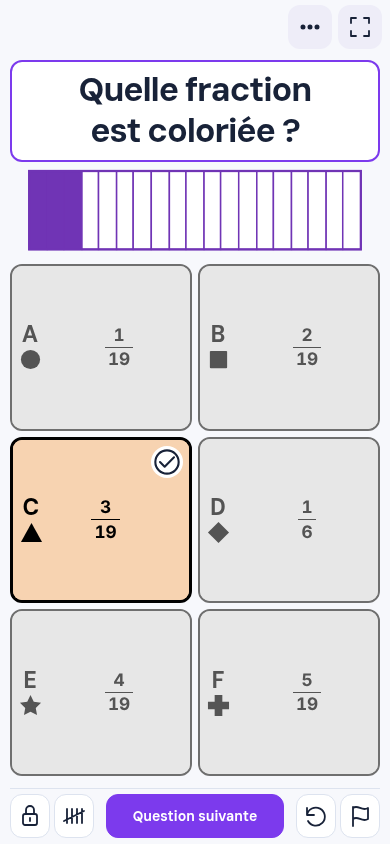 Quelle fraction
est coloriée ?
A
1
19
B
2
19
C
3
19
D
1
6
E
4
19
F
5
19
Question suivante